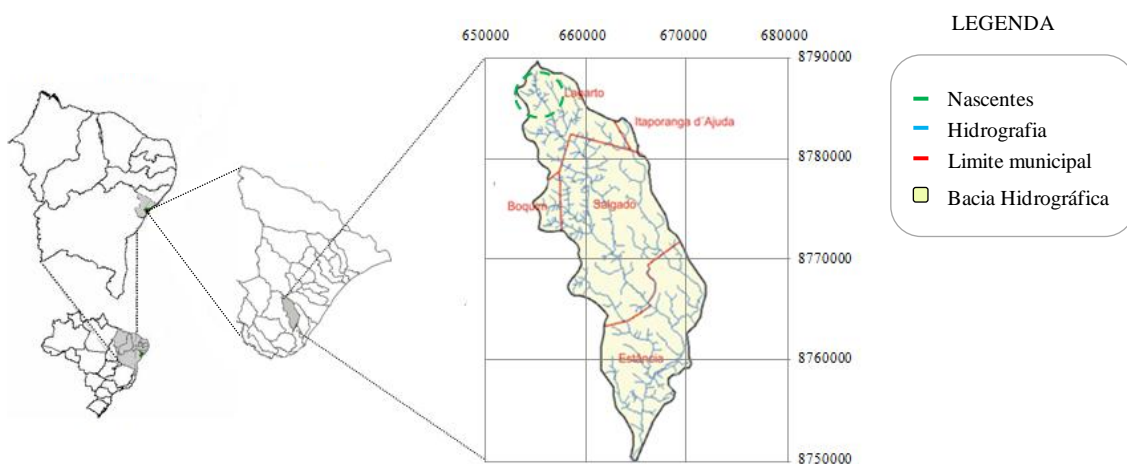 LEGENDA
Nascentes
Hidrografia
Limite municipal
Bacia Hidrográfica
650000 660000 670000 680000
8790000
8780000
8770000
8760000
8750000
Lagarto
Itaporanga d´Ajuda
Boquim
Salgado
Estância